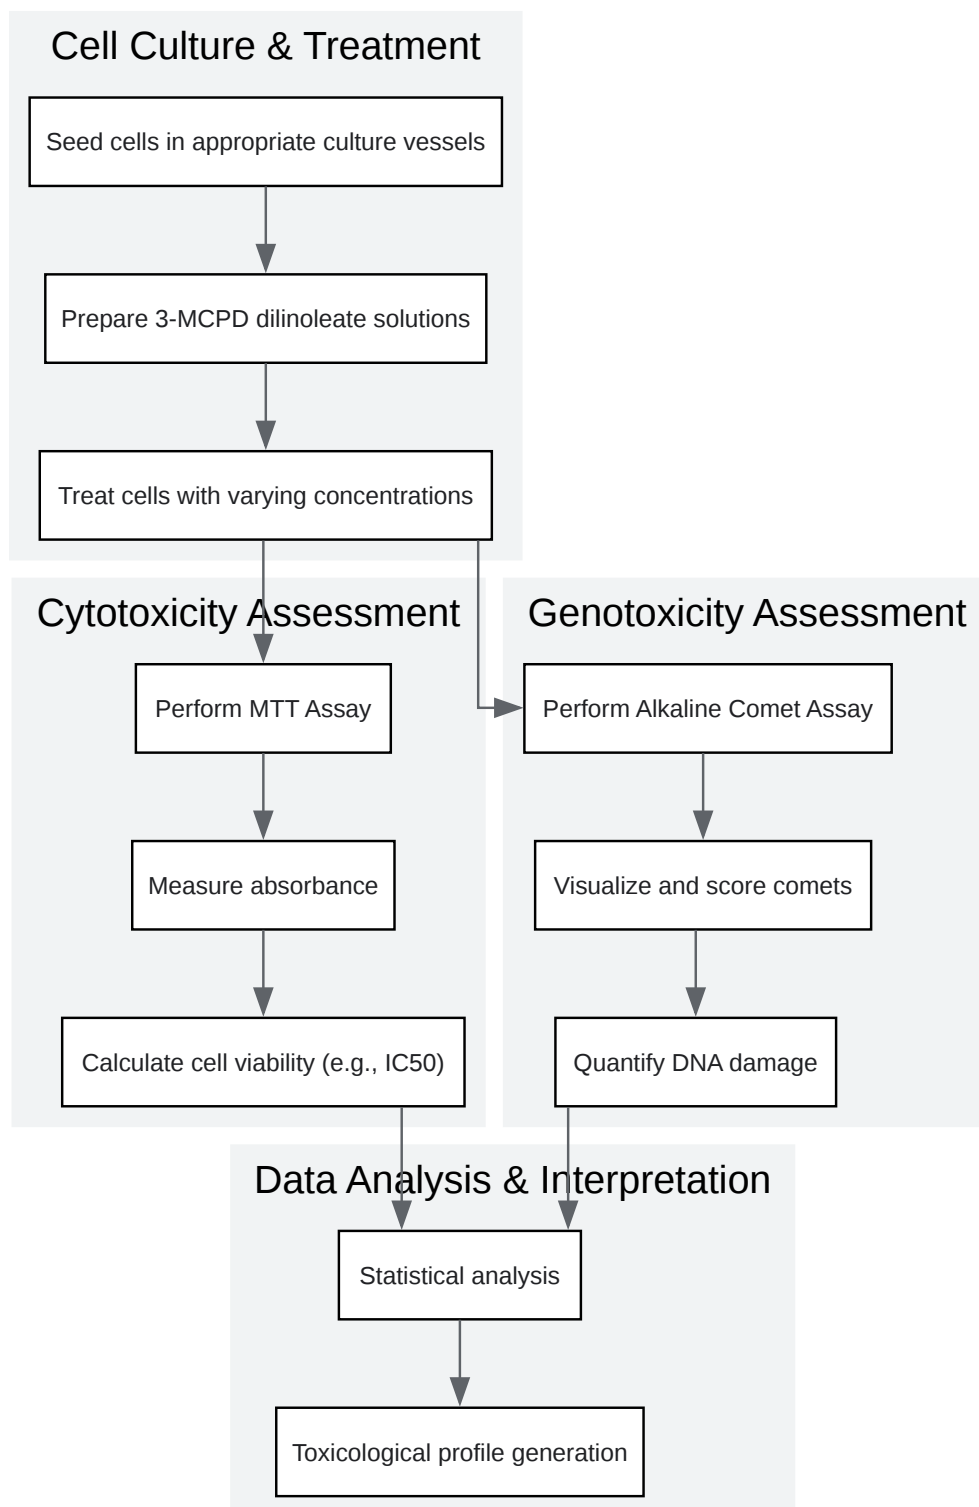 Cell Culture & Treatment
Seed cells in appropriate culture vessels
Prepare 3-MCPD dilinoleate solutions
Treat cells with varying concentrations
Cytotoxicity Assessment
Perform MTT Assay
Measure absorbance
Calculate cell viability (e.g., IC50)
Genotoxicity Assessment
Perform Alkaline Comet Assay
Visualize and score comets
Quantify DNA damage
Data Analysis & Interpretation
Statistical analysis
Toxicological profile generation